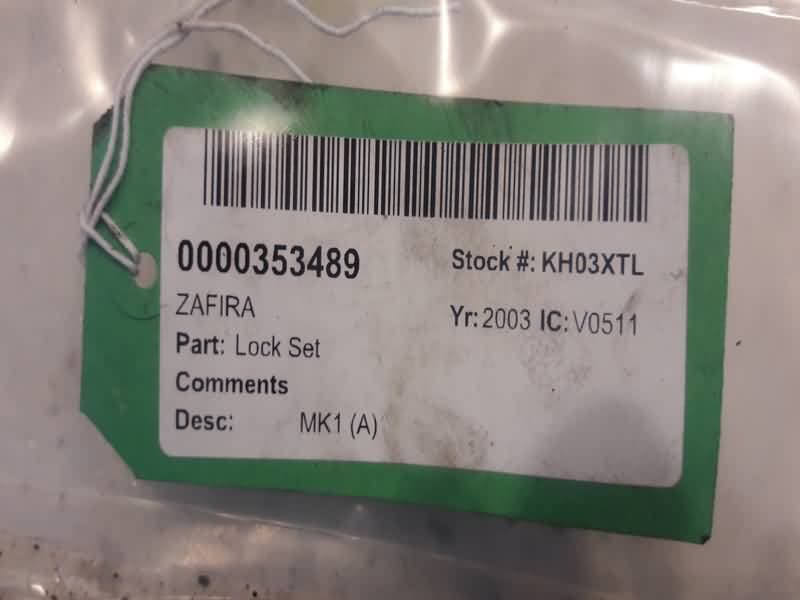 0000353489 Stock #: KH03XTL
ZAFIRA Yr: 2003 IC: V0511
Part: Lock Set
Comments
Desc: MK1 (A)